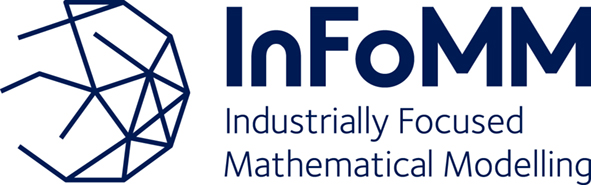 InFoMM
Industrially Focused
Mathematical Modelling